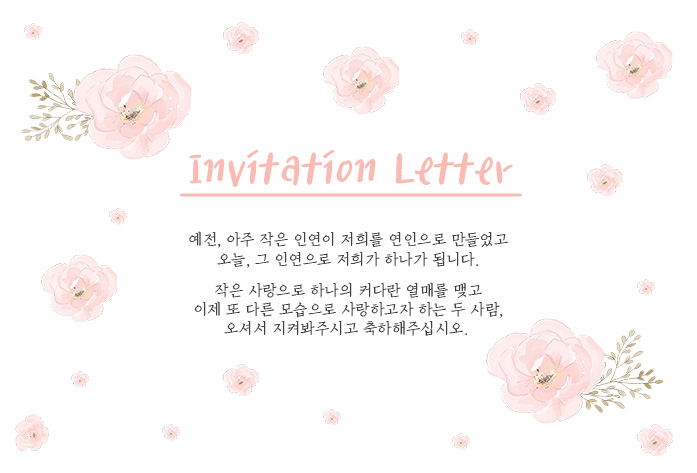 Invitation Letter
예전, 아주 작은 인연이 저희를 연인으로 만들었고
오늘, 그 인연으로 저희가 하나가 됩니다.
작은 사랑으로 하나의 커다란 열매를 맺고
이제 또 다른 모습으로 사랑하고자 하는 두 사람,
오셔서 지켜봐주시고 축하해주십시오.